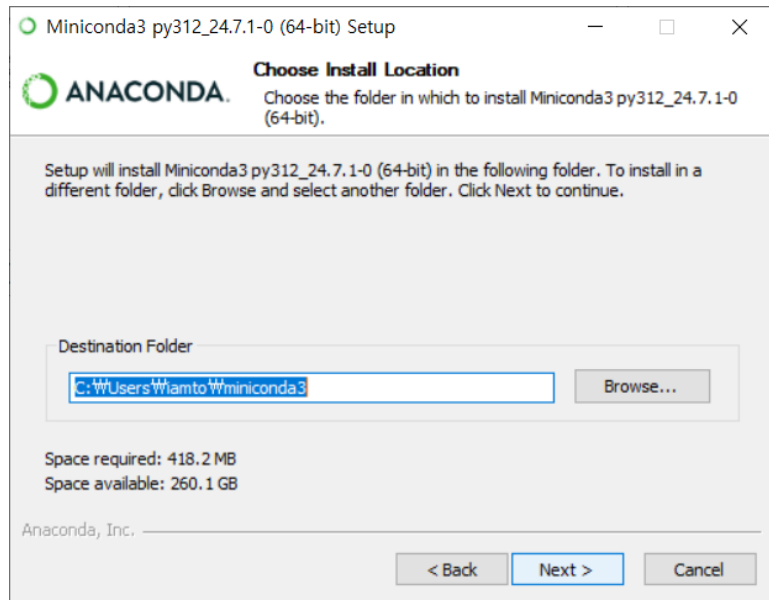 Miniconda3 py312_24.7.1-0 (64-bit) Setup
ANACONDA.
Choose Install Location
Choose the folder in which to install Miniconda3 py312_24.7.1-0
(64-bit).
Setup will install Miniconda3 py312_24.7.1-0 (64-bit) in the following folder. To install in a
different folder, click Browse and select another folder. Click Next to continue.
Destination Folder
C:₩Users₩iamto₩miniconda3
Browse...
Space required: 418.2 MB
Space available: 260.1 GB
Anaconda, Inc.
< Back
Next >
Cancel